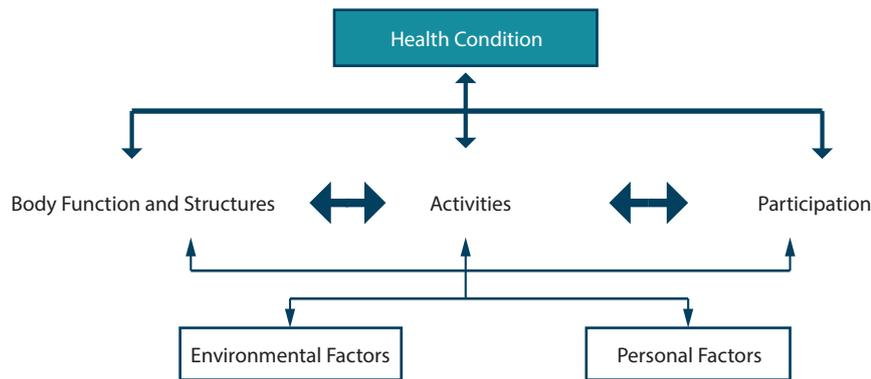 Health Condition
Body Function and Structures
Activities
Participation
Environmental Factors
Personal Factors